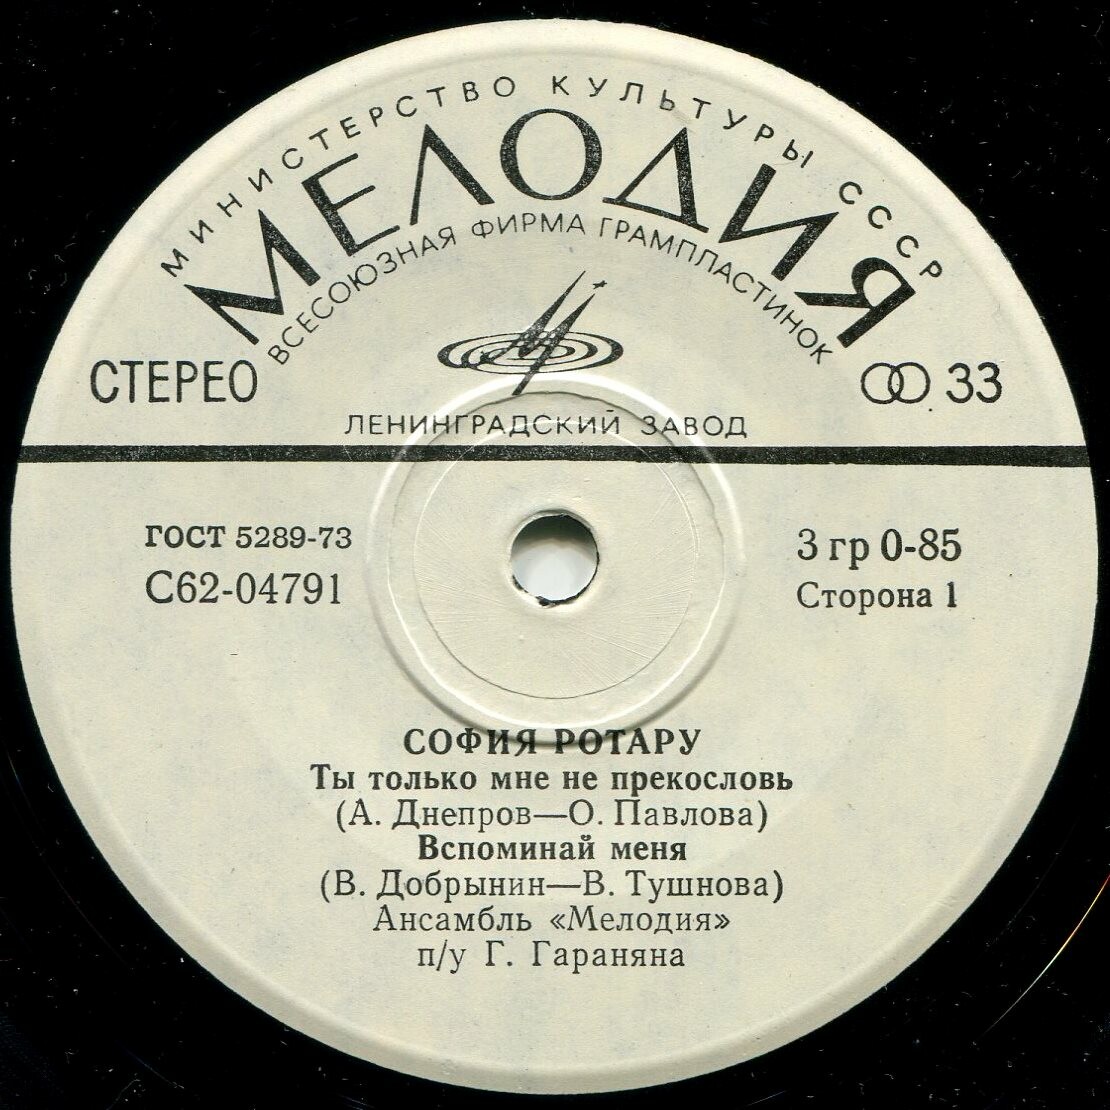 МИНИСТЕРСТВО КУЛЬТУРЫ СССР
МЕЛОДИЯ
ВСЕСОЮЗНАЯ ФИРМА ГРАМПЛАСТИНОК
СТЕРЕО
33
ЛЕНИНГРАДСКИЙ ЗАВОД
ГОСТ 5289-73
С62-04791
3 гр 0-85
Сторона 1
СОФИЯ РОТАРУ
Ты только мне не прекословь
(А. Днепров—О. Павлова)
Вспоминай меня
(В. Добрынин—В. Тушнова)
Ансамбль «Мелодия»
п/у Г. Гараняна